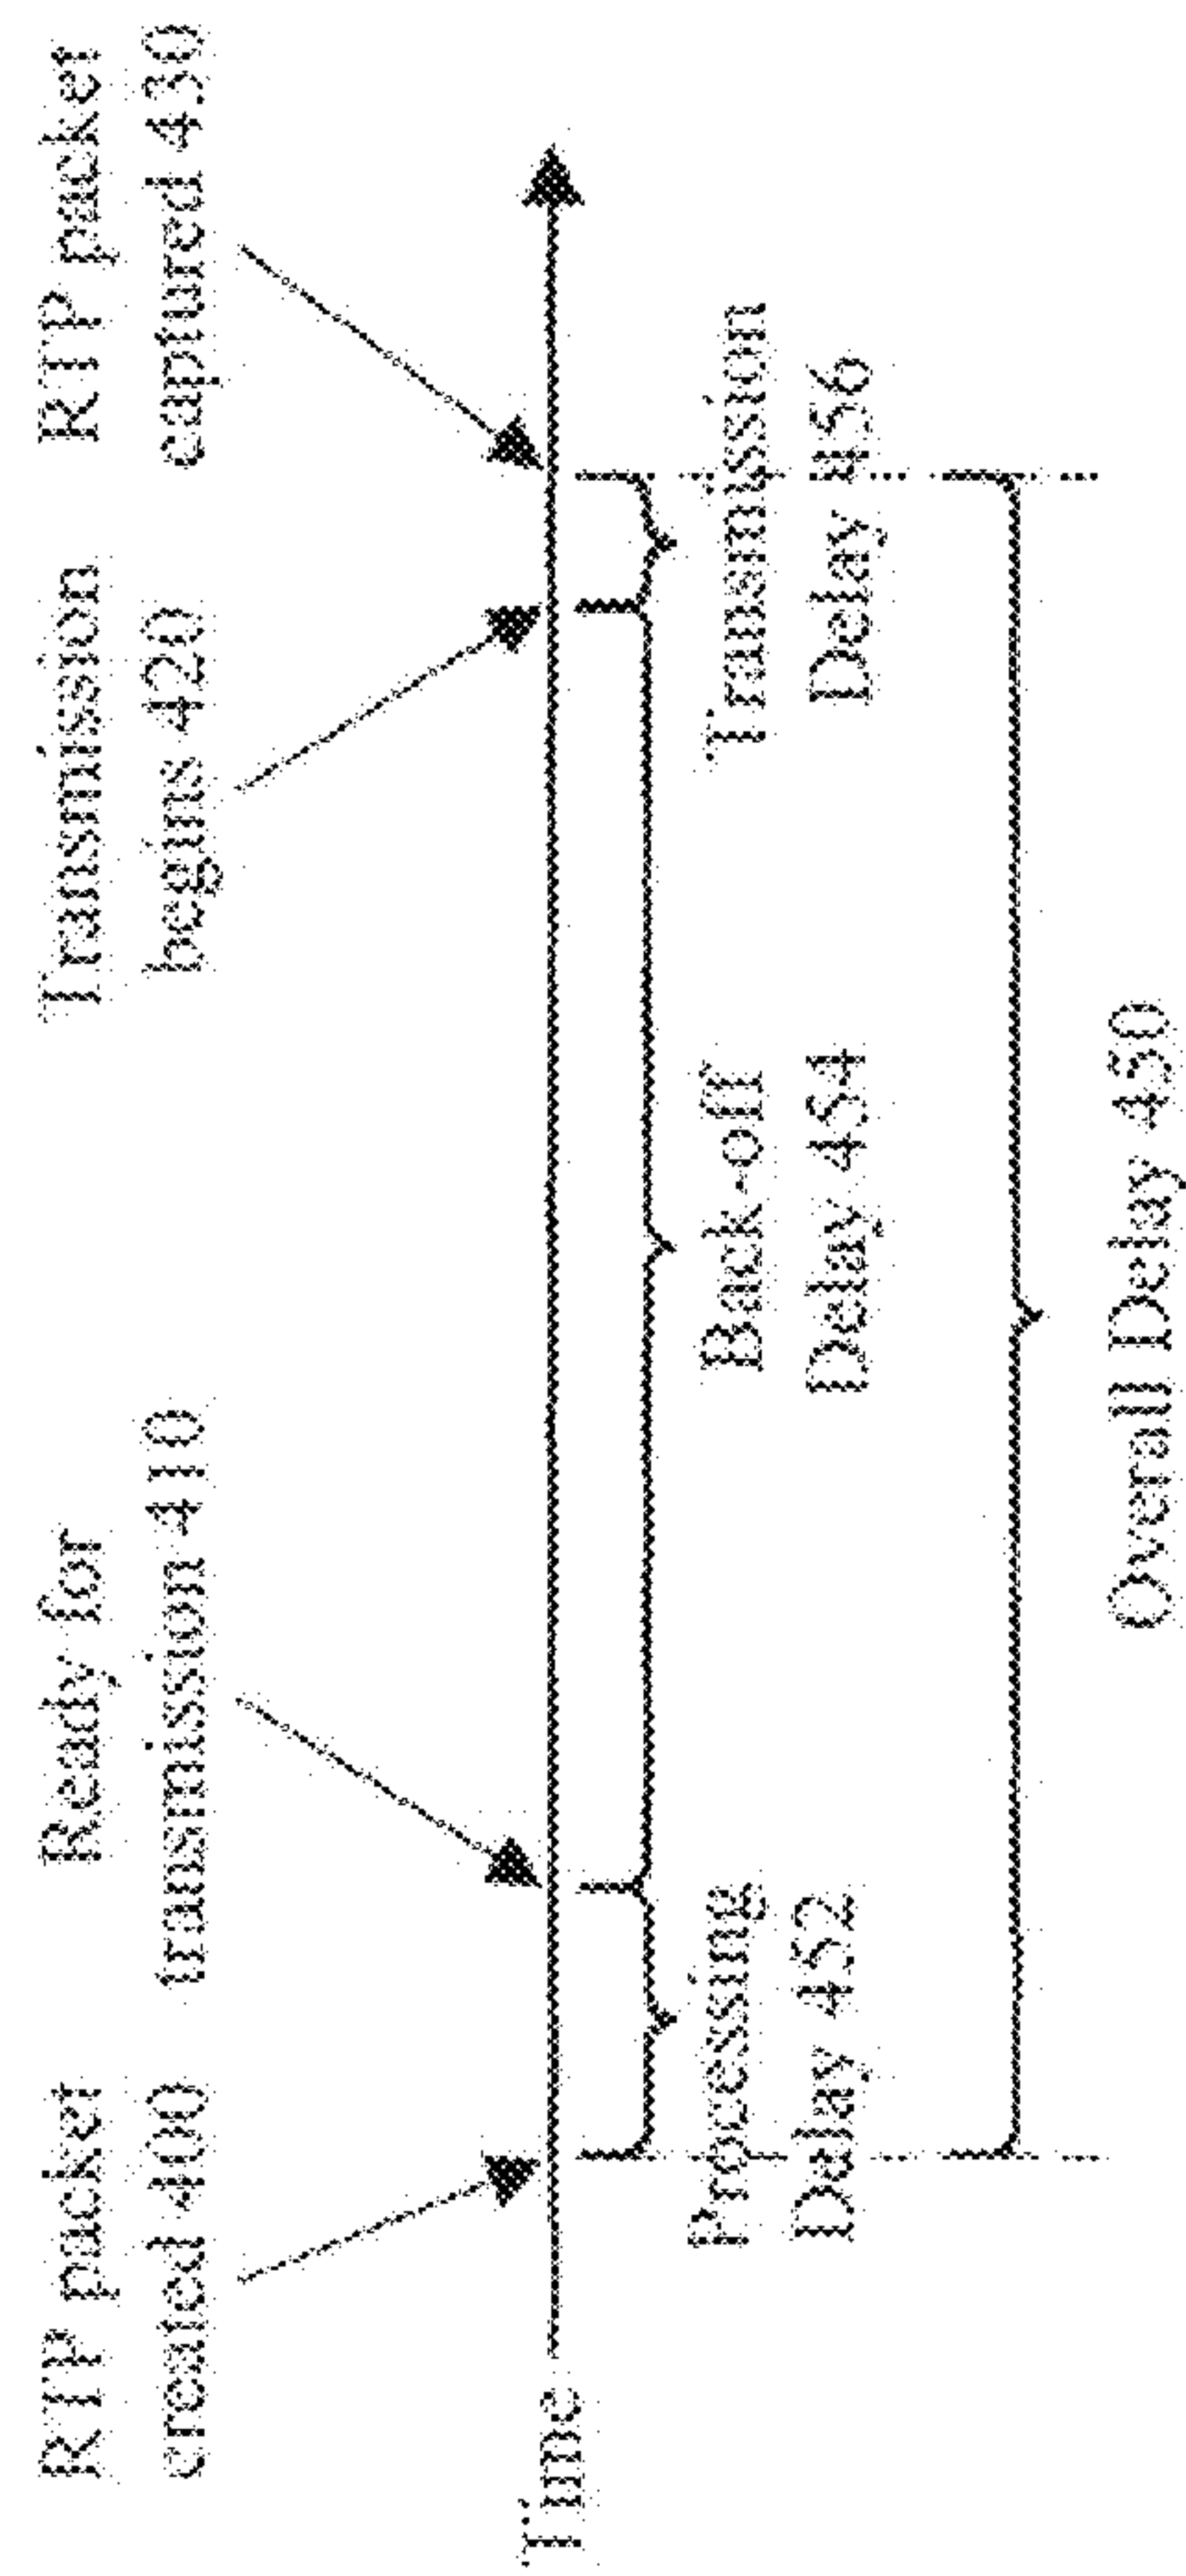 RTP packet
created 400
Ready for
transmission 410
Transmission
begins 420
RTP packet
captured 430
Time
Processing
Delay 452
Back-off
Delay 454
Transmission
Delay 456
Overall Delay 450